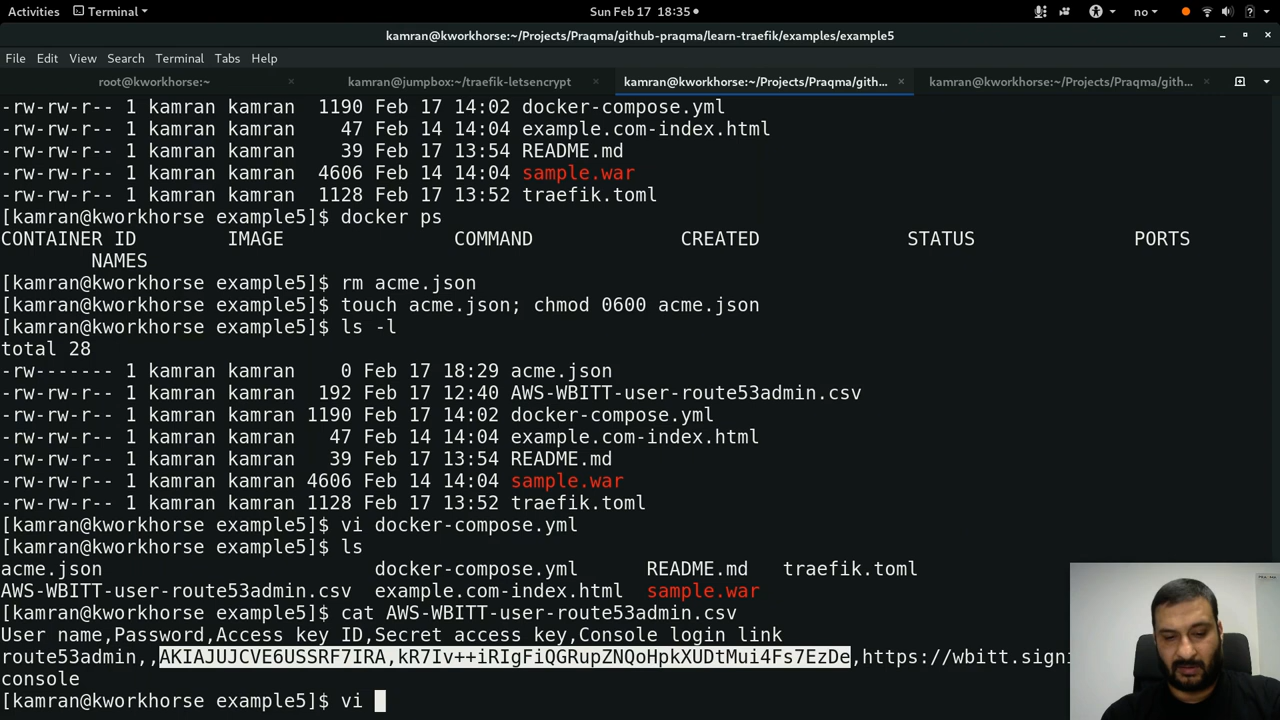 Activities Terminal Sun Feb 17 18:35 no
kamran@kworkhorse:~/Projects/Praqma/github-praqma/learn-traefik/examples/example5
File Edit View Search Terminal Tabs Help
root@kworkhorse:~ kamran@jumpbox:~/traefik-letsencrypt kamran@kworkhorse:~/Projects/Praqma/gith... kamran@kworkhorse:~/Projects/Praqma/gith...
-rw-rw-r-- 1 kamran kamran 1190 Feb 17 14:02 docker-compose.yml
-rw-rw-r-- 1 kamran kamran 47 Feb 14 14:04 example.com-index.html
-rw-rw-r-- 1 kamran kamran 39 Feb 17 13:54 README.md
-rw-rw-r-- 1 kamran kamran 4606 Feb 14 14:04 sample.war
-rw-rw-r-- 1 kamran kamran 1128 Feb 17 13:52 traefik.toml
[kamran@kworkhorse example5]$ docker ps
CONTAINER ID IMAGE COMMAND CREATED STATUS PORTS
NAMES
[kamran@kworkhorse example5]$ rm acme.json
[kamran@kworkhorse example5]$ touch acme.json; chmod 0600 acme.json
[kamran@kworkhorse example5]$ ls -l
total 28
-rw------- 1 kamran kamran 0 Feb 17 18:29 acme.json
-rw-rw-r-- 1 kamran kamran 192 Feb 17 12:40 AWS-WBITT-user-route53admin.csv
-rw-rw-r-- 1 kamran kamran 1190 Feb 17 14:02 docker-compose.yml
-rw-rw-r-- 1 kamran kamran 47 Feb 14 14:04 example.com-index.html
-rw-rw-r-- 1 kamran kamran 39 Feb 17 13:54 README.md
-rw-rw-r-- 1 kamran kamran 4606 Feb 14 14:04 sample.war
-rw-rw-r-- 1 kamran kamran 1128 Feb 17 13:52 traefik.toml
[kamran@kworkhorse example5]$ vi docker-compose.yml
[kamran@kworkhorse example5]$ ls
acme.json docker-compose.yml README.md traefik.toml
AWS-WBITT-user-route53admin.csv example.com-index.html sample.war
[kamran@kworkhorse example5]$ cat AWS-WBITT-user-route53admin.csv
User name,Password,Access key ID,Secret access key,Console login link
route53admin,,AKIAJUJCVE6USSRF7IRA,kR7Iv++iRIgFiQGRupZNQoHpkXUDtMui4Fs7EzDe,https://wbitt.signi
console
[kamran@kworkhorse example5]$ vi